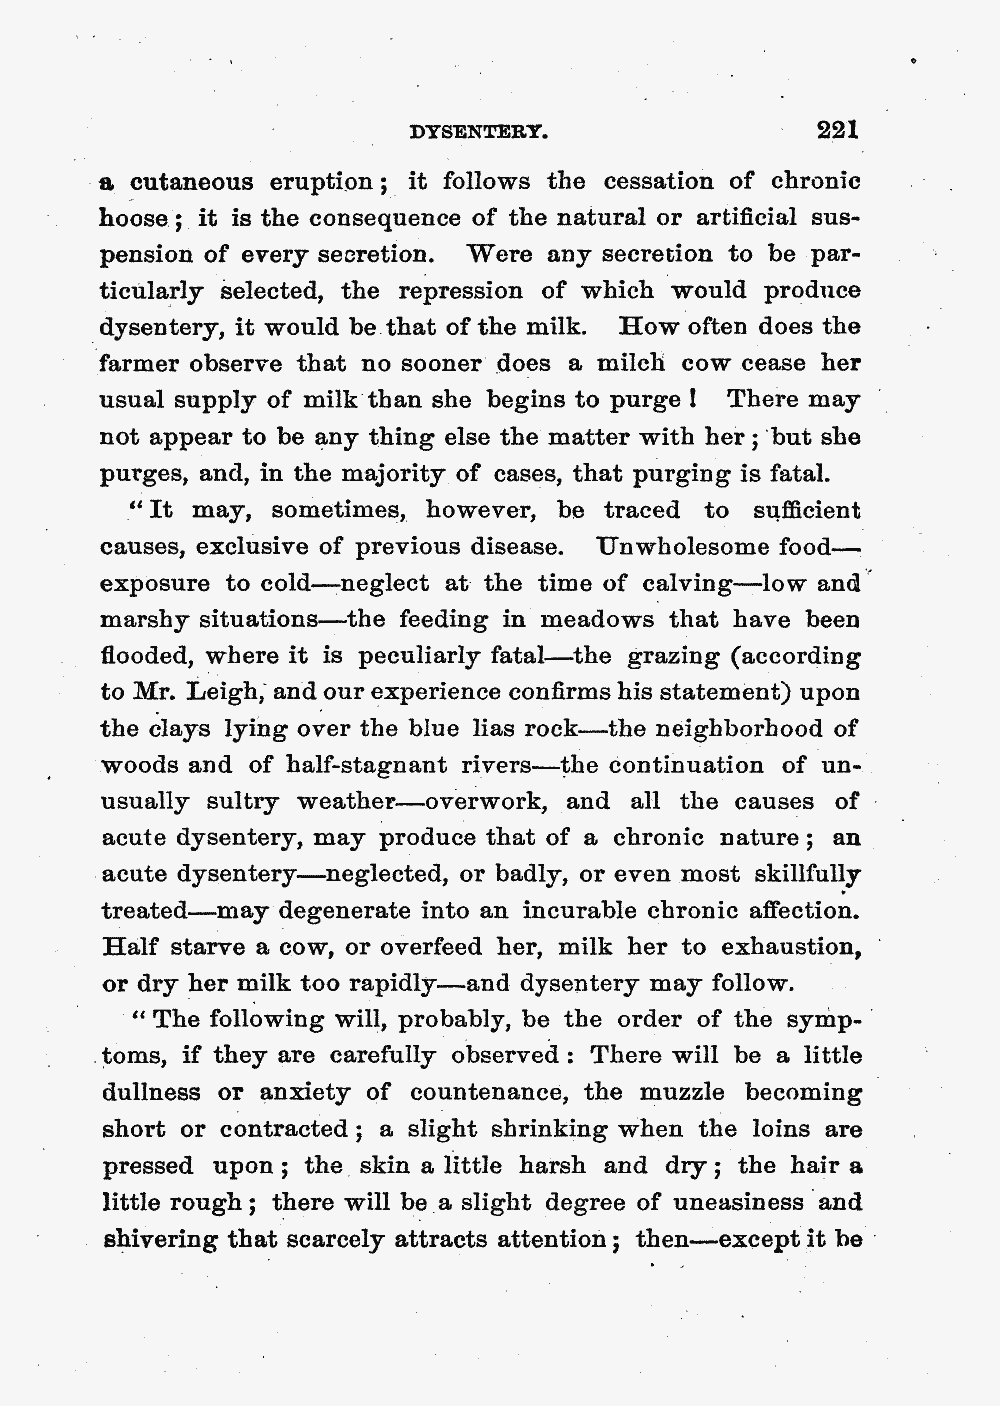 DYSENTERY. 221
a cutaneous eruption; it follows the cessation of chronic
hoose; it is the consequence of the natural or artificial sus-
pension of every secretion. Were any secretion to be par-
ticularly selected, the repression of which would produce
dysentery, it would be that of the milk. How often does the
farmer observe that no sooner does a milch cow cease her
usual supply of milk than she begins to purge! There may
not appear to be any thing else the matter with her; but she
purges, and, in the majority of cases, that purging is fatal.
"It may, sometimes, however, be traced to sufficient
causes, exclusive of previous disease. Unwholesome food—
exposure to cold—neglect at the time of calving—low and
marshy situations—the feeding in meadows that have been
flooded, where it is peculiarly fatal—the grazing (according
to Mr. Leigh, and our experience confirms his statement) upon
the clays lying over the blue lias rock—the neighborhood of
woods and of half-stagnant rivers—the continuation of un-
usually sultry weather—overwork, and all the causes of
acute dysentery, may produce that of a chronic nature; an
acute dysentery—neglected, or badly, or even most skillfully
treated—may degenerate into an incurable chronic affection.
Half starve a cow, or overfeed her, milk her to exhaustion,
or dry her milk too rapidly—and dysentery may follow.
"The following will, probably, be the order of the symp-
toms, if they are carefully observed: There will be a little
dullness or anxiety of countenance, the muzzle becoming
short or contracted; a slight shrinking when the loins are
pressed upon; the skin a little harsh and dry; the hair a
little rough; there will be a slight degree of uneasiness and
shivering that scarcely attracts attention; then—except it be